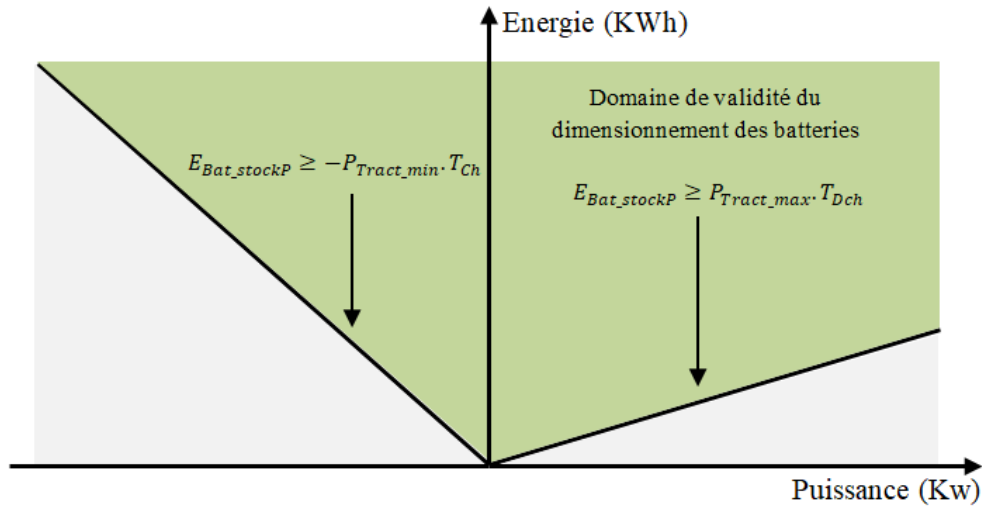 Energie (KWh)
Domaine de validité du
dimensionnement des batteries
E_{Bat_stockP} ≥ −P_{Tract_min}.T_{Ch}
E_{Bat_stockP} ≥ P_{Tract_max}.T_{Dch}
Puissance (Kw)